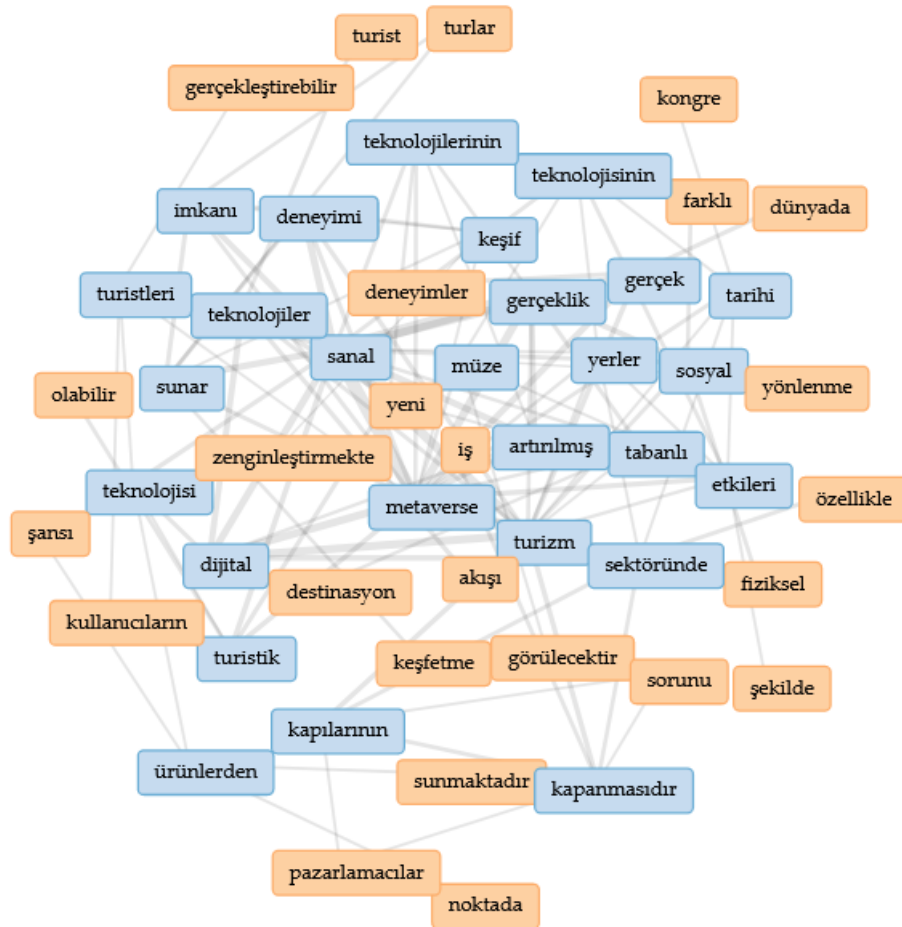 turist
turlar
gerçekleştirebilir
kongre
teknolojilerinin
teknolojisinin
farklı
dünyada
imkanı
deneyimi
keşif
deneyimler
gerçeklik
gerçek
tarihi
turistleri
teknolojiler
sanal
müze
yerler
sosyal
yönlenme
sunar
olabilir
yeni
zenginleştirmekte
iş
artırılmış
tabanlı
etkileri
özellikle
teknolojisi
metaverse
şansı
turizm
sektöründe
dijital
destinasyon
akışı
fiziksel
kullanıcıların
turistik
keşfetme
görülecektir
sorunu
şekilde
kapılarının
ürünlerden
sunmaktadır
kapanmasıdır
pazarlamacılar
noktada